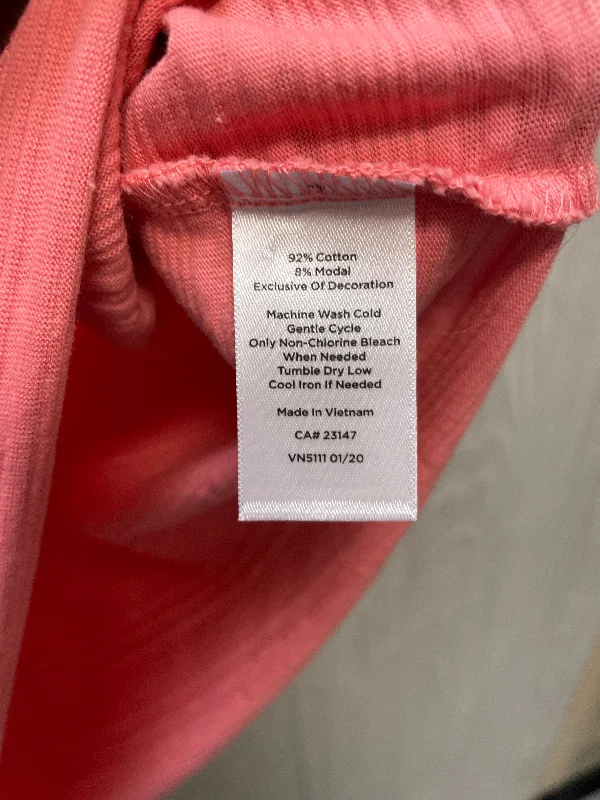 92% Cotton
8% Modal
Exclusive Of Decoration
Machine Wash Cold
Gentle Cycle
Only Non-Chlorine Bleach
When Needed
Tumble Dry Low
Cool Iron If Needed
Made In Vietnam
CA# 23147
VN5111 01/20